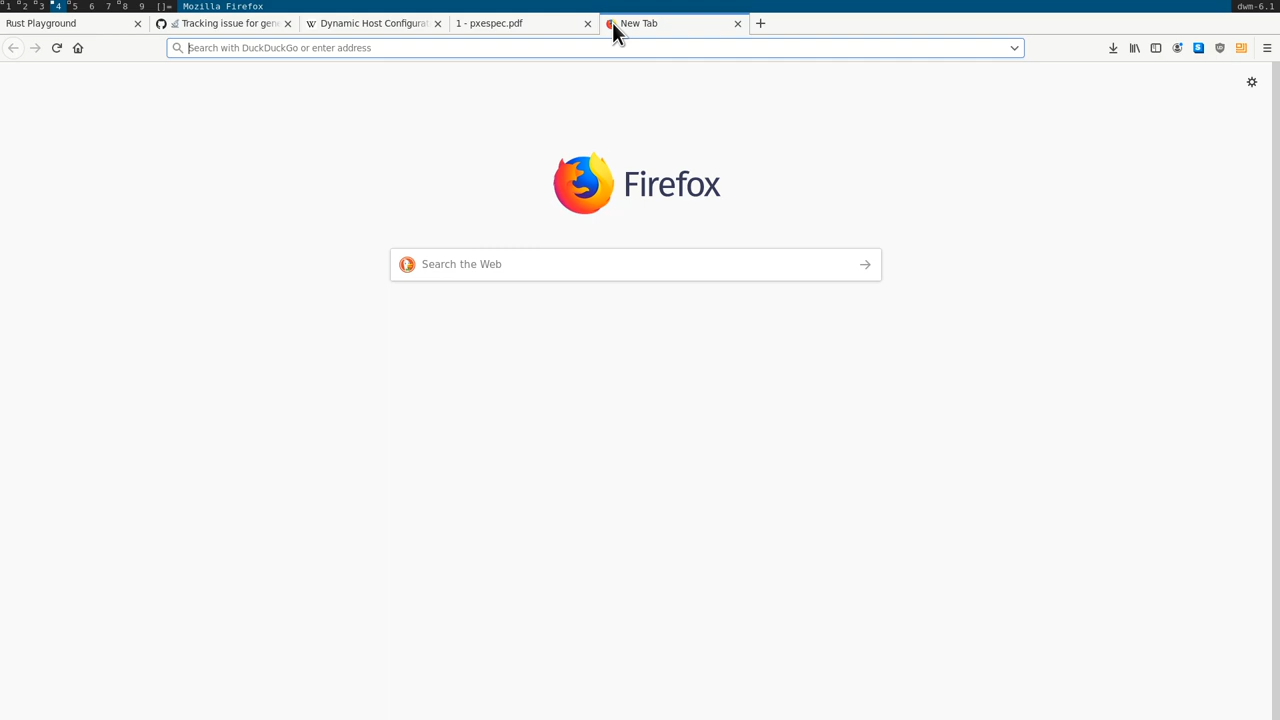 1 2 3 4 5 6 7 8 9 []= Mozilla Firefox dwm-6.1
Rust Playground Tracking issue for gene Dynamic Host Configurat 1 - pxespec.pdf New Tab
Search with DuckDuckGo or enter address
Firefox
Search the Web